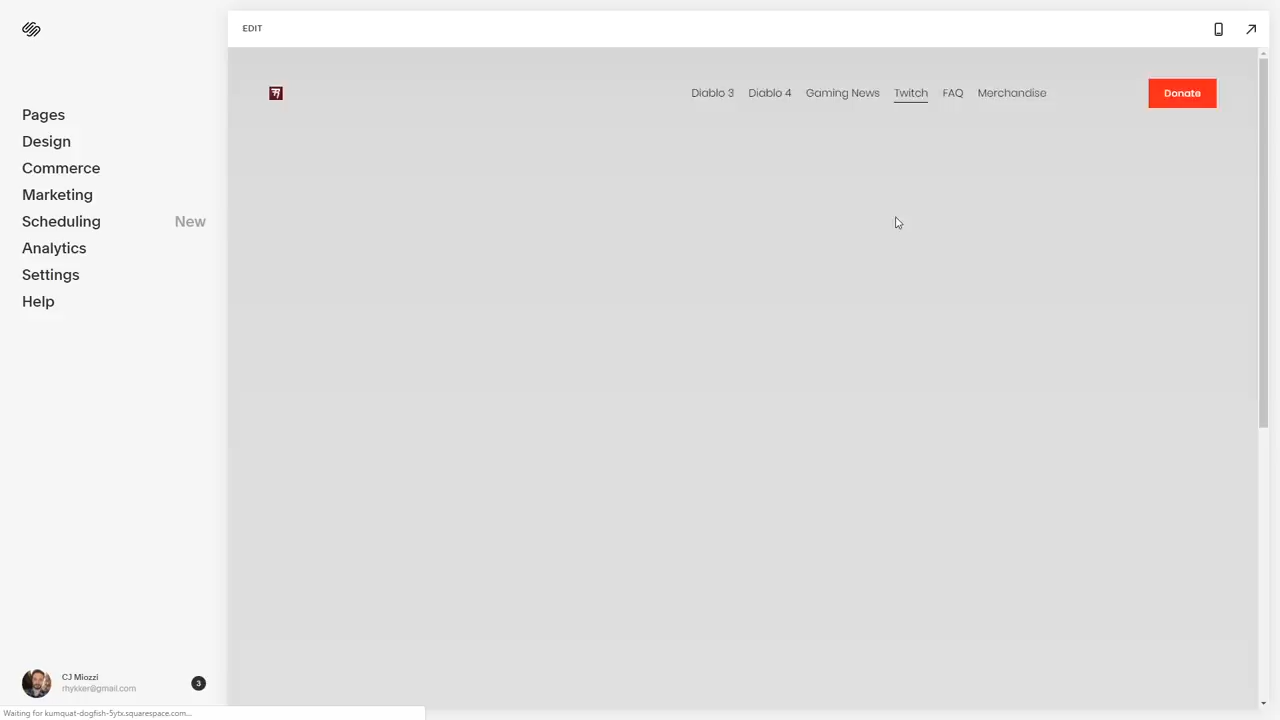 EDIT
Diablo 3 Diablo 4 Gaming News Twitch FAQ Merchandise Donate
Pages
Design
Commerce
Marketing
Scheduling New
Analytics
Settings
Help
CJ Miozzi
rhykker@gmail.com
3
Waiting for kumquat-dogfish-5ytx.squarespace.com...